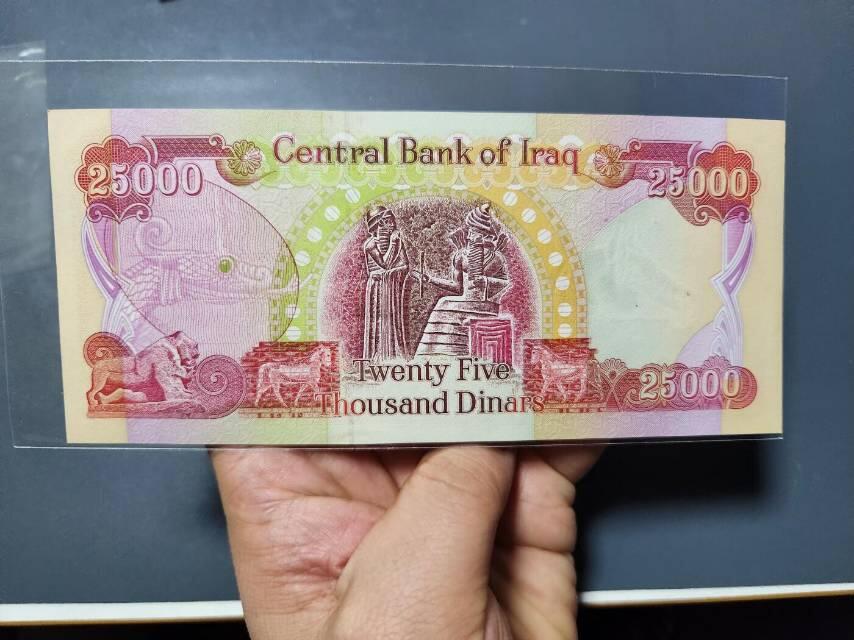 Central Bank of Iraq
25000
25000
Twenty Five
Thousand Dinars
25000